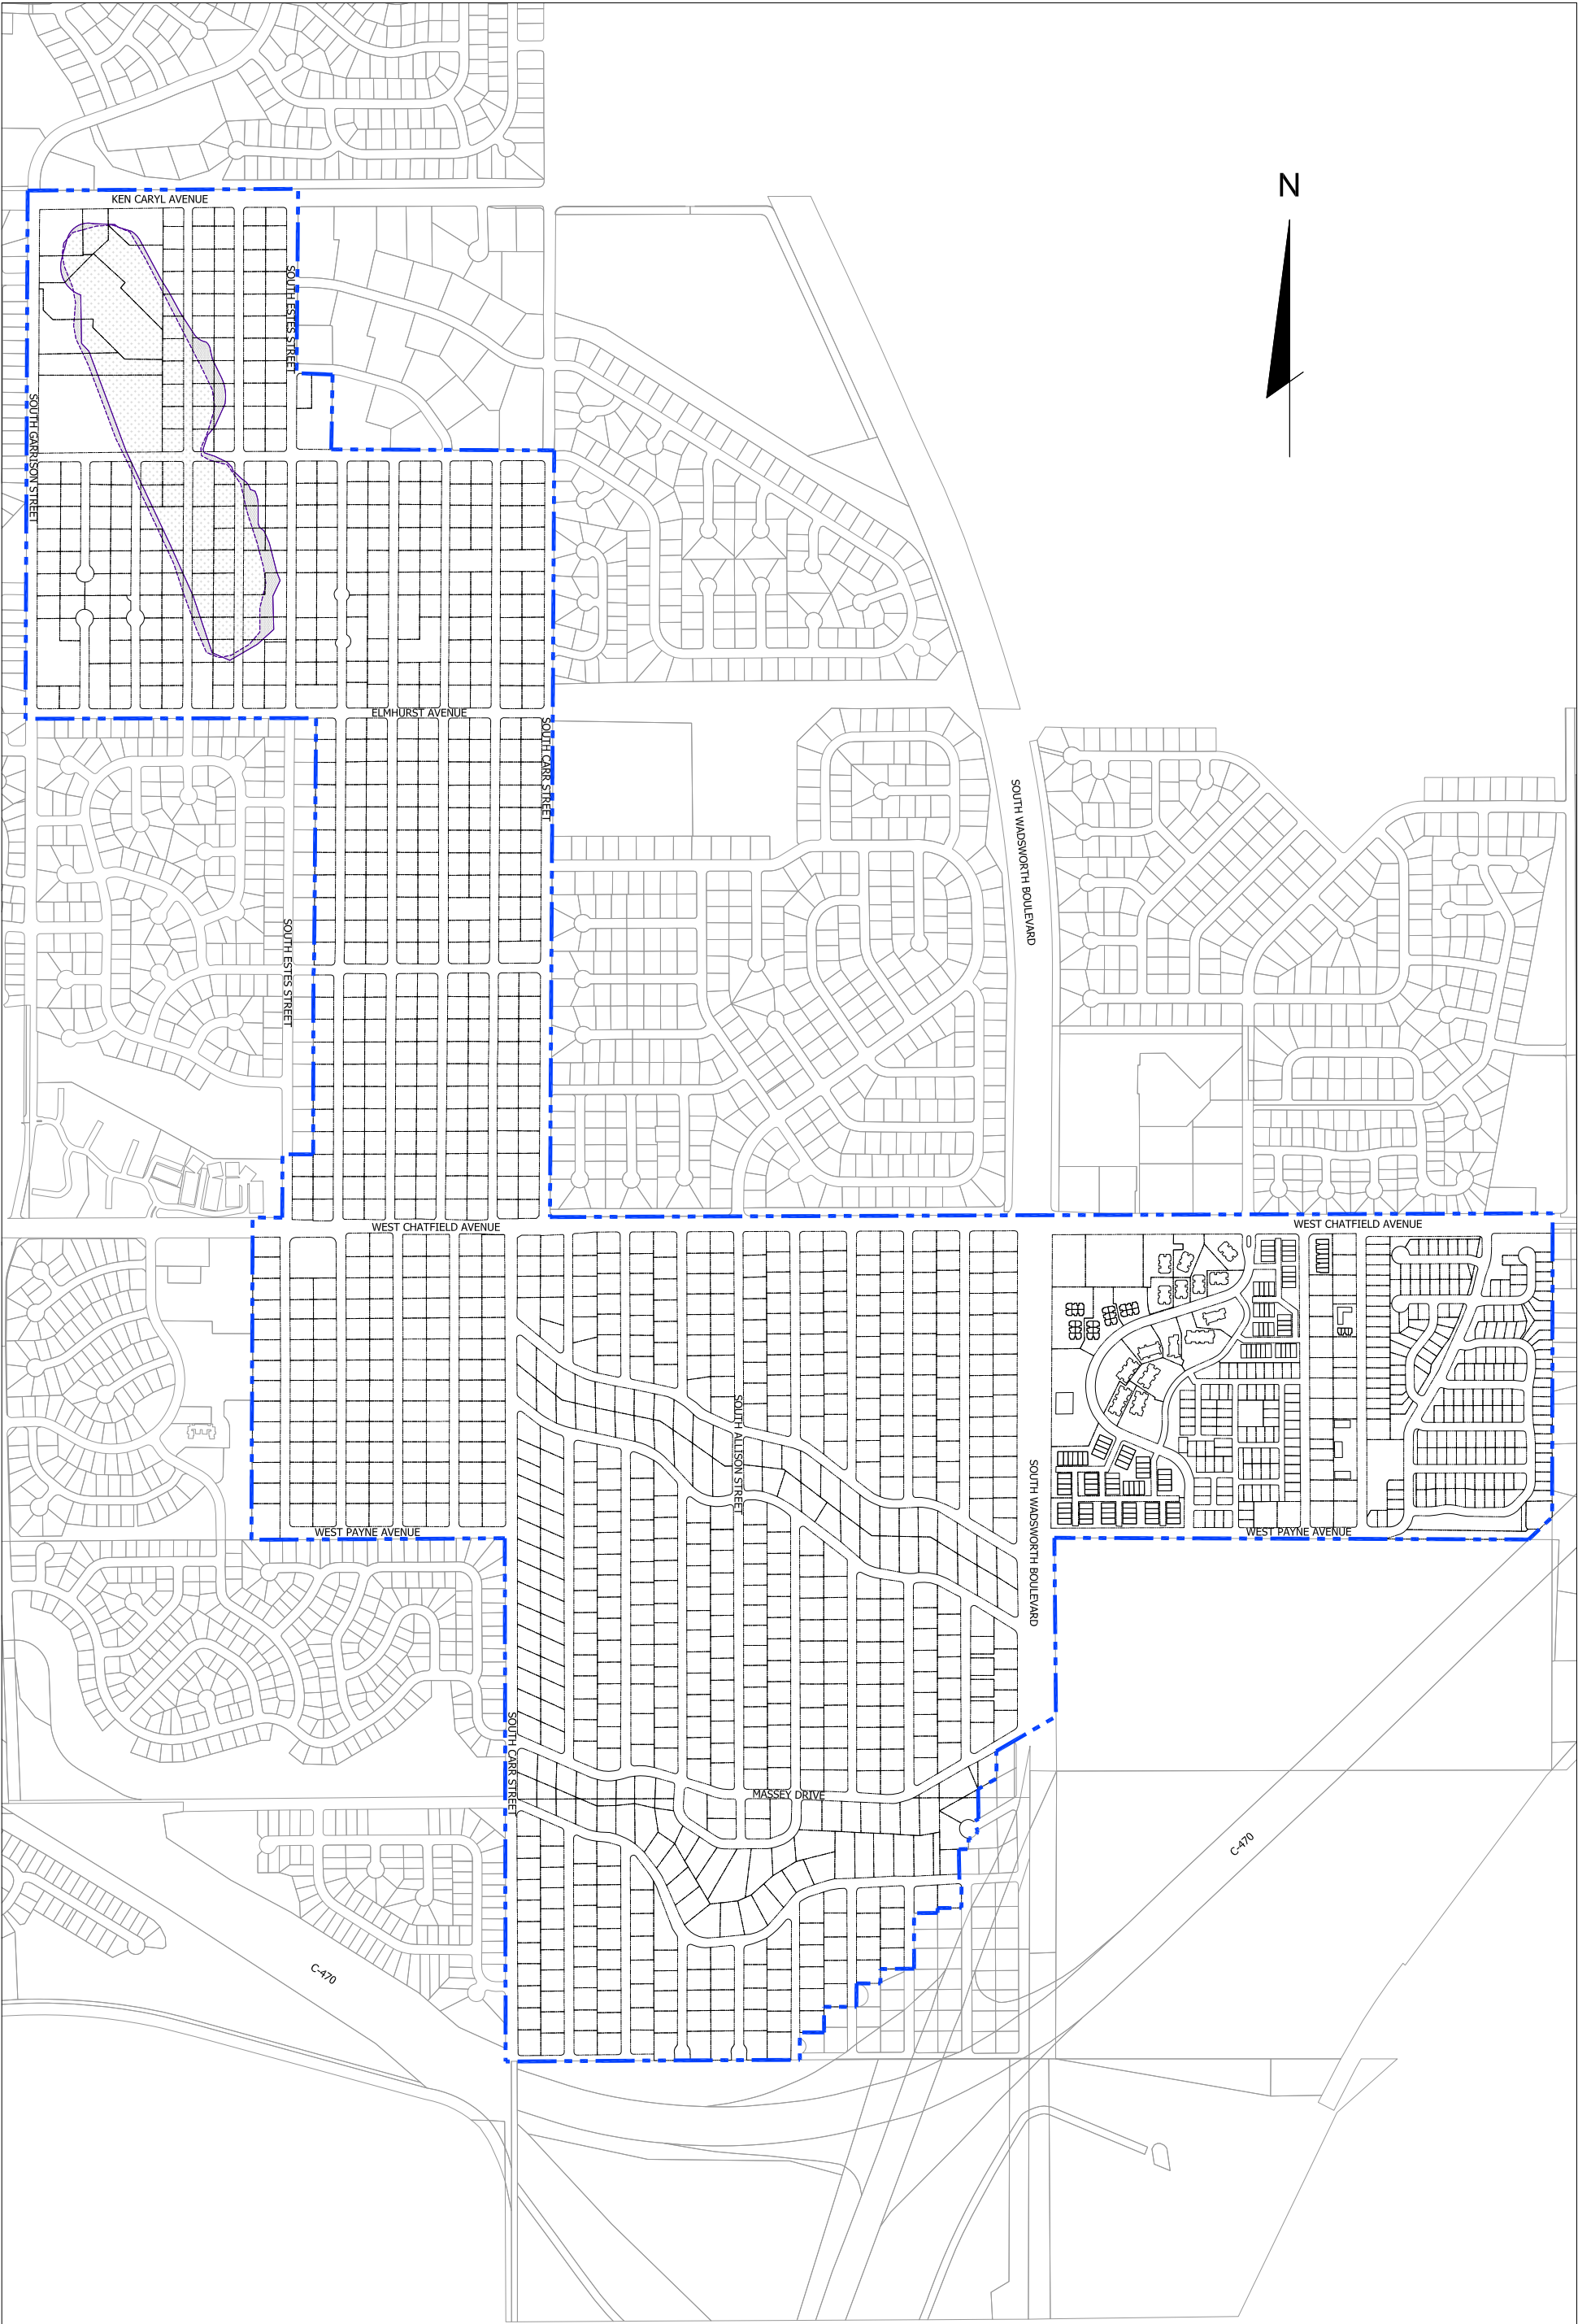 N
KEN CARYL AVENUE
SOUTH ESTES STREET
SOUTH GARRISON STREET
ELMHURST AVENUE
SOUTH CARR STREET
SOUTH WADSWORTH BOULEVARD
SOUTH ESTES STREET
WEST CHATFIELD AVENUE
WEST CHATFIELD AVENUE
SOUTH ALLISON STREET
SOUTH WADSWORTH BOULEVARD
WEST PAYNE AVENUE
WEST PAYNE AVENUE
SOUTH CARR STREET
MASSEY DRIVE
C-470
C-470